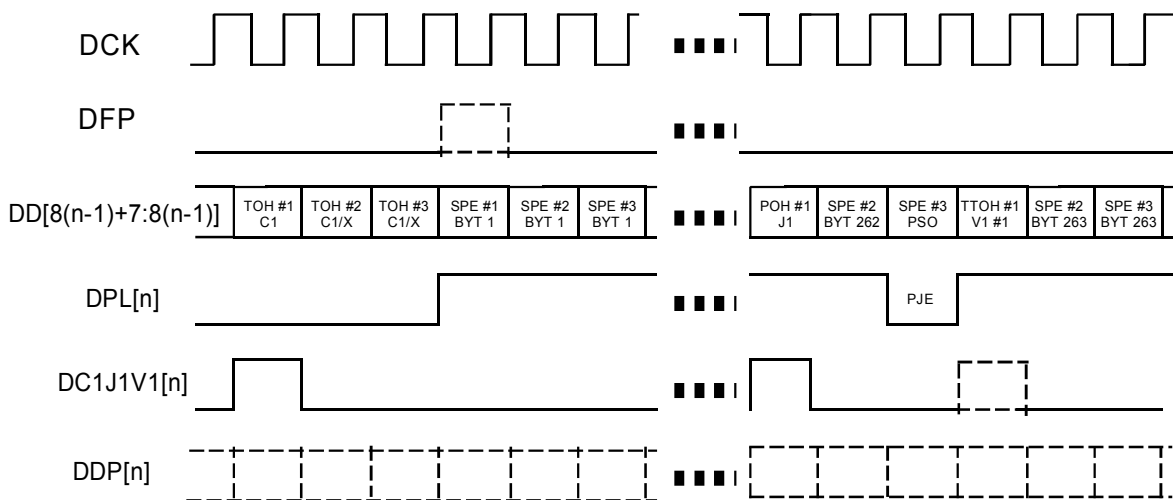 DCK
DFP
DD[8(n-1)+7:8(n-1)]
TOH #1
C1
TOH #2
C1/X
TOH #3
C1/X
SPE #1
BYT 1
SPE #2
BYT 1
SPE #3
BYT 1
POH #1
J1
SPE #2
BYT 262
SPE #3
PSO
TTOH #1
V1 #1
SPE #2
BYT 263
SPE #3
BYT 263
DPL[n]
PJE
DC1J1V1[n]
DDP[n]